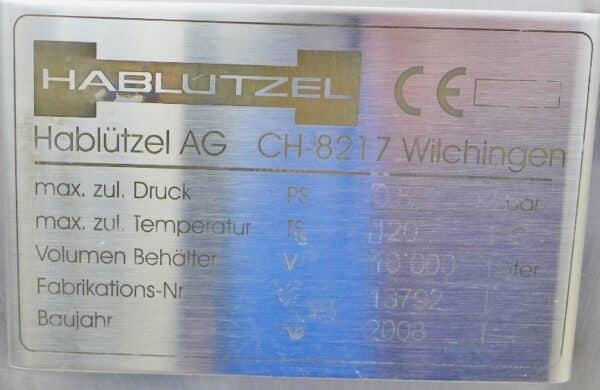 HABLÜTZEL
CE
Hablützel AG CH-8217 Wilchingen
max. zul. Druck PS bar
max. zul. Temperatur TS 120
Volumen Behälter V 10'000 Liter
Fabrikations-Nr 13792
Baujahr 2008